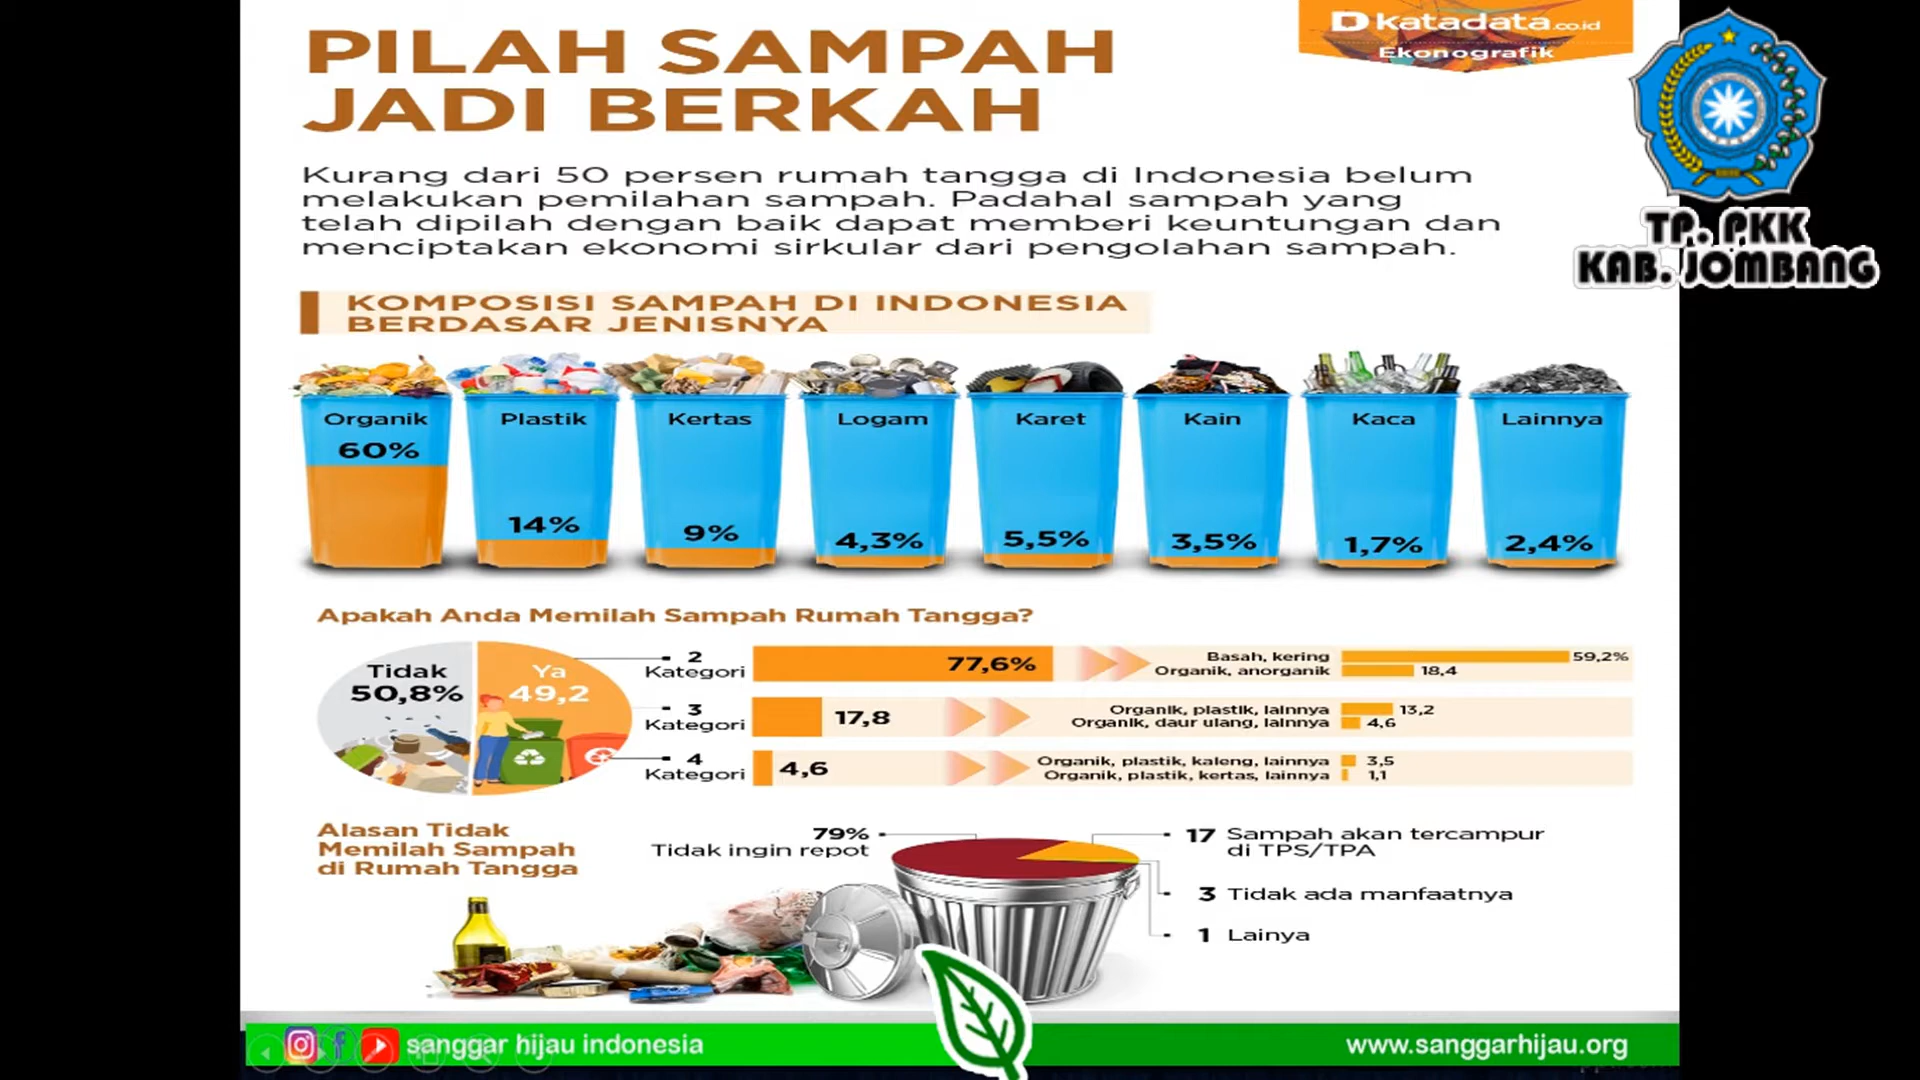 PILAH SAMPAH
JADI BERKAH
D katadata.co.id
Ekonografik
TP. PKK
KAB. JOMBANG
Kurang dari 50 persen rumah tangga di Indonesia belum
melakukan pemilahan sampah. Padahal sampah yang
telah dipilah dengan baik dapat memberi keuntungan dan
menciptakan ekonomi sirkular dari pengolahan sampah.
KOMPOSISI SAMPAH DI INDONESIA
BERDASAR JENISNYA
Organik Plastik Kertas Logam Karet Kain Kaca Lainnya
60% 14% 9% 4,3% 5,5% 3,5% 1,7% 2,4%
Apakah Anda Memilah Sampah Rumah Tangga?
Tidak
50,8%
Ya
49,2
2
Kategori
77,6%
Basah, kering 59,2%
Organik, anorganik 18,4
3
Kategori
17,8
Organik, plastik, lainnya 13,2
Organik, daur ulang, lainnya 4,6
4
Kategori
4,6
Organik, plastik, kaleng, lainnya 3,5
Organik, plastik, kertas, lainnya 1,1
Alasan Tidak
Memilah Sampah
di Rumah Tangga
79%
Tidak ingin repot
17 Sampah akan tercampur
di TPS/TPA
3 Tidak ada manfaatnya
1 Lainya
sanggar hijau indonesia
www.sanggarhijau.org